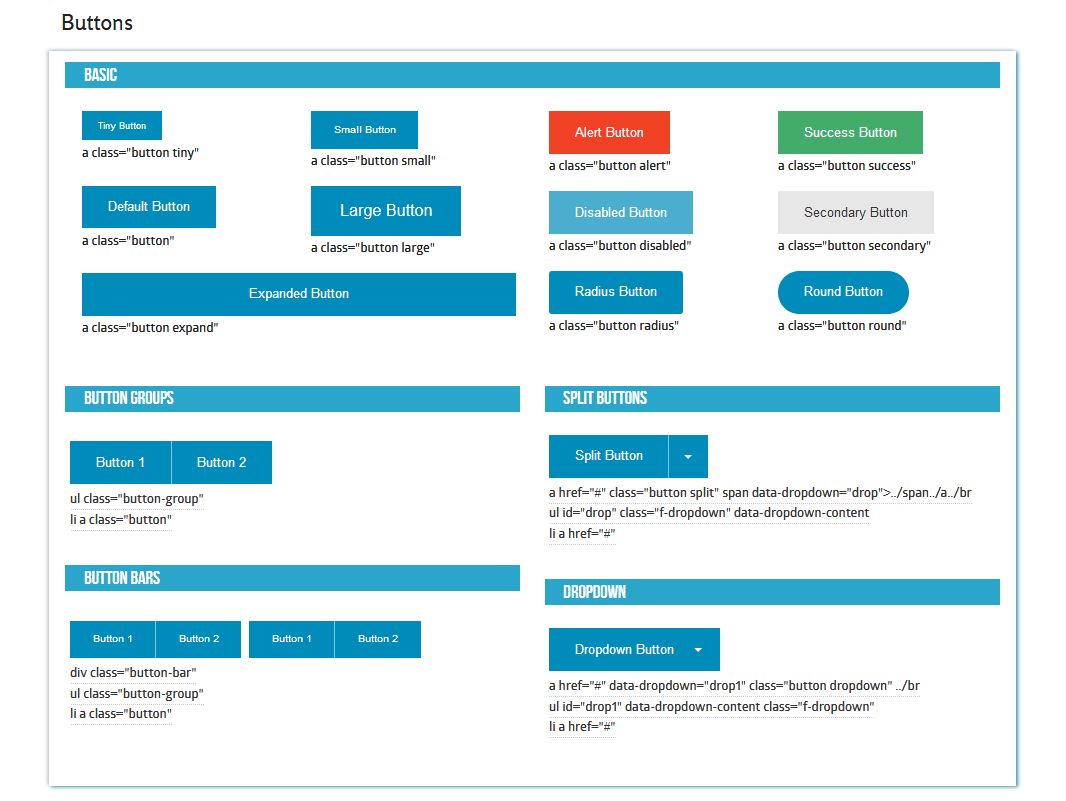 Buttons
BASIC
Tiny Button
a class="button tiny"
Small Button
a class="button small"
Alert Button
a class="button alert"
Success Button
a class="button success"
Default Button
a class="button"
Large Button
a class="button large"
Disabled Button
a class="button disabled"
Secondary Button
a class="button secondary"
Expanded Button
a class="button expand"
Radius Button
a class="button radius"
Round Button
a class="button round"
BUTTON GROUPS
Button 1 Button 2
ul class="button-group"
li a class="button"
SPLIT BUTTONS
Split Button
a href="#" class="button split" span data-dropdown="drop">../span../a../br
ul id="drop" class="f-dropdown" data-dropdown-content
li a href="#"
BUTTON BARS
Button 1 Button 2 Button 1 Button 2
div class="button-bar"
ul class="button-group"
li a class="button"
DROPDOWN
Dropdown Button
a href="#" data-dropdown="drop1" class="button dropdown" ../br
ul id="drop1" data-dropdown-content class="f-dropdown"
li a href="#"